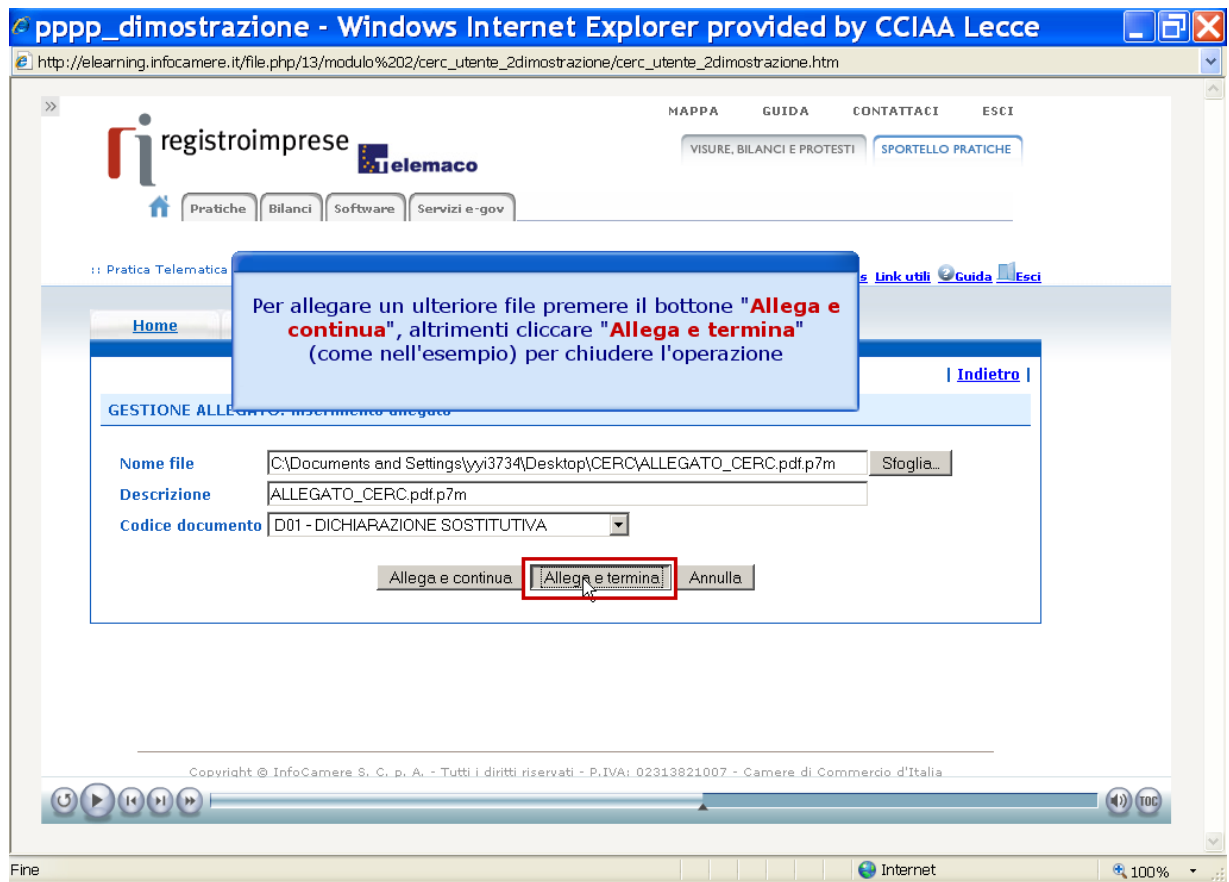 pppp_dimostrazione - Windows Internet Explorer provided by CCIAA Lecce
http://elearning.infocamere.it/file.php/13/modulo%202/cerc_utente_2dimostrazione/cerc_utente_2dimostrazione.htm
MAPPA GUIDA CONTATTACI ESCI
registroimprese
Telemaco
VISURE, BILANCI E PROTESTI SPORTELLO PRATICHE
Pratiche Bilanci Software Servizi e-gov
:: Pratica Telematica
s Link utili Guida Esci
Per allegare un ulteriore file premere il bottone "Allega e
continua", altrimenti cliccare "Allega e termina"
(come nell'esempio) per chiudere l'operazione
Home
| Indietro |
GESTIONE ALLEGATO: Inserimento allegato
Nome file C:\Documents and Settings\yyi3734\Desktop\CERC\ALLEGATO_CERC.pdf.p7m Sfoglia...
Descrizione ALLEGATO_CERC.pdf.p7m
Codice documento D01 - DICHIARAZIONE SOSTITUTIVA
Allega e continua Allega e termina Annulla
Copyright © InfoCamere S. C. p. A. - Tutti i diritti riservati - P.IVA: 02313821007 - Camere di Commercio d'Italia
TOC
Fine Internet 100%